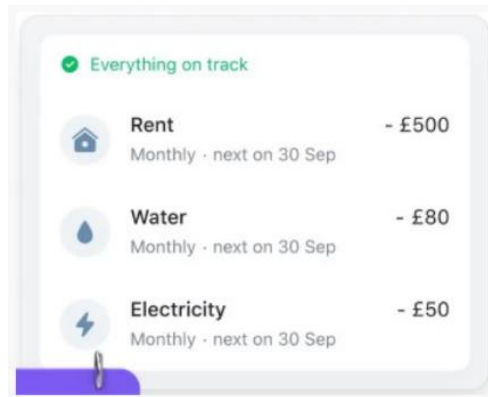 Everything on track
Rent - £500
Monthly · next on 30 Sep
Water - £80
Monthly · next on 30 Sep
Electricity - £50
Monthly · next on 30 Sep